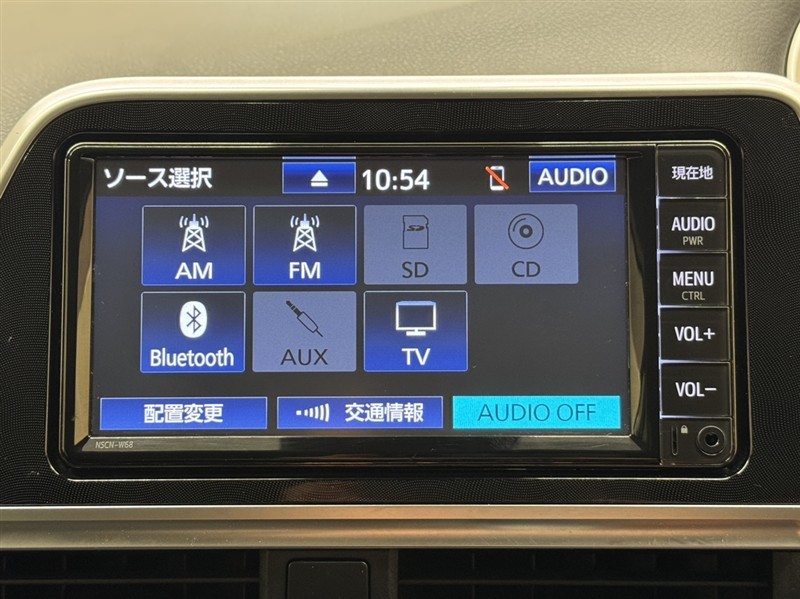 ソース選択
10:54
AUDIO
AM
FM
SD
CD
Bluetooth
AUX
TV
配置変更
交通情報
AUDIO OFF
NSCN-W68
現在地
AUDIO
PWR
MENU
CTRL
VOL+
VOL-